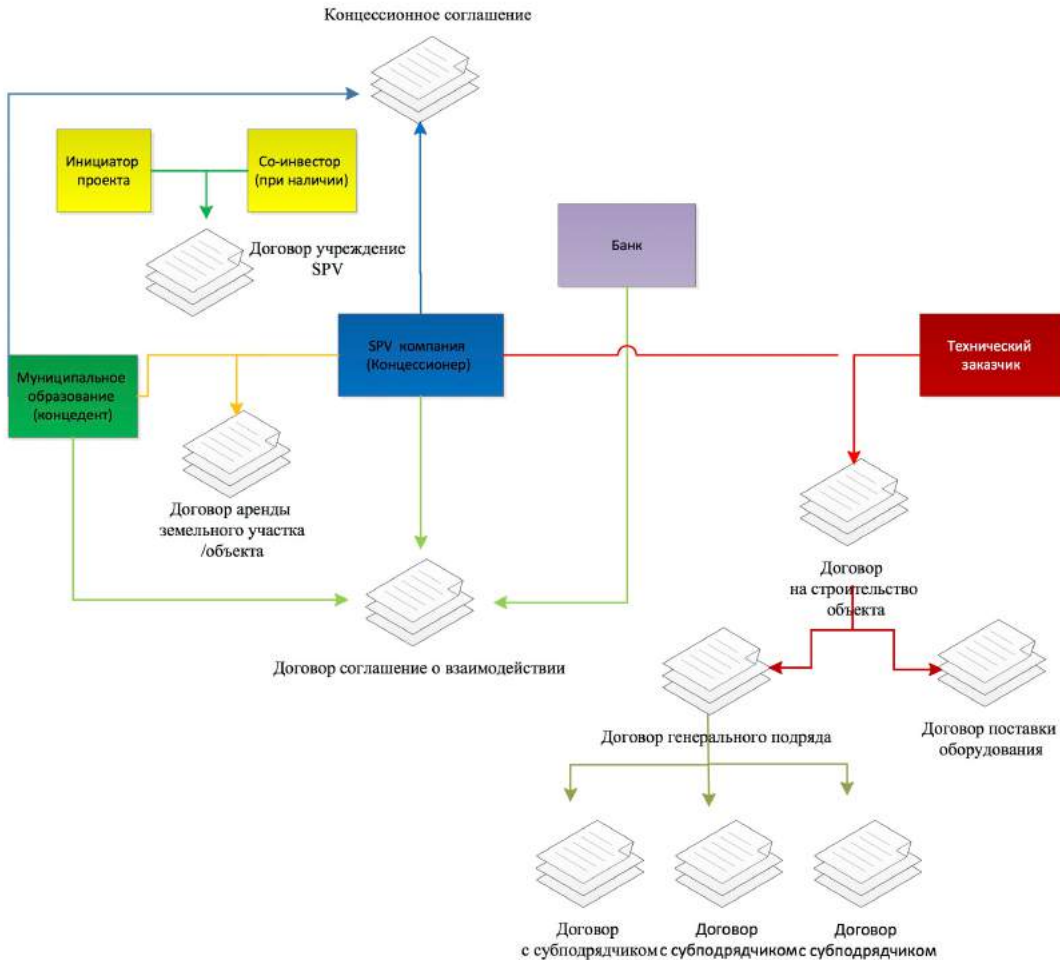 Концессионное соглашение
Инициатор
проекта
Со-инвестор
(при наличии)
Договор учреждение
SPV
Банк
SPV компания
(Концессионер)
Технический
заказчик
Муниципальное
образование
(концедент)
Договор аренды
земельного участка
/объекта
Договор
на строительство
объекта
Договор соглашение о взаимодействии
Договор генерального подряда
Договор поставки
оборудования
Договор
с субподрядчиком
Договор
с субподрядчиком
Договор
с субподрядчиком